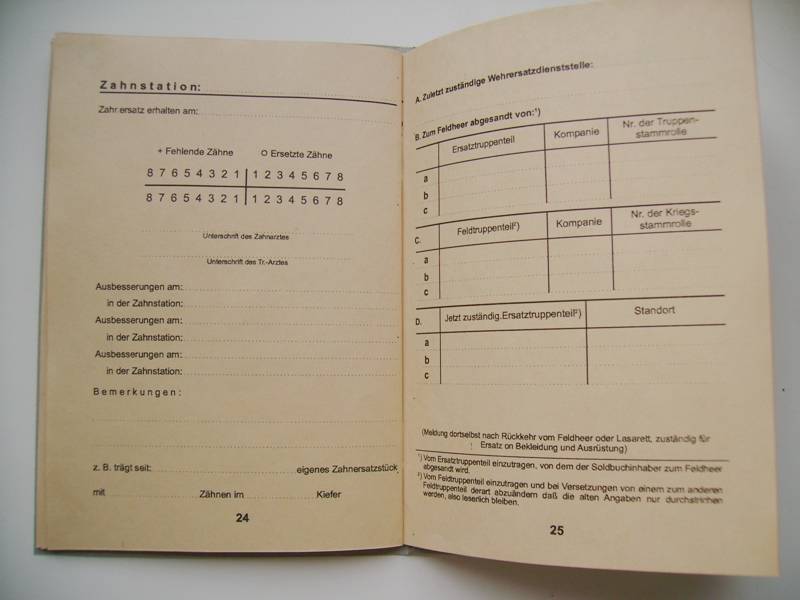 Zahnstation:
Zahrersatz erhalten am:
+ Fehlende Zähne O Ersetzte Zähne
8 7 6 5 4 3 2 1 1 2 3 4 5 6 7 8
8 7 6 5 4 3 2 1 1 2 3 4 5 6 7 8
Unterschrift des Zahnarztes
Unterschrift des Tr.-Arztes
Ausbesserungen am:
in der Zahnstation:
Ausbesserungen am:
in der Zahnstation:
Ausbesserungen am:
in der Zahnstation:
Bemerkungen:
z. B. trägt seit: eigenes Zahnersatzstück
mit Zähnen im Kiefer
24
A. Zuletzt zuständige Wehrersatzdienststelle:
B. Zum Feldheer abgesandt von:¹)
Ersatztruppenteil Kompanie Nr. der Truppen-
stammrolle
a
b
c
C. Feldtruppenteil²) Kompanie Nr. der Kriegs-
stammrolle
a
b
c
D. Jetzt zuständig.Ersatztruppenteil²) Standort
a
b
c
(Meldung dortselbst nach Rückkehr vom Feldheer oder Lasarett, zuständig für
Ersatz on Bekleidung und Ausrüstung)
¹) Vom Ersatztruppenteil einzutragen, von dem der Soldbuchinhaber zum Feldheer
abgesandt wird.
²) Vom Feldtruppenteil einzutragen und bei Versetzungen von einem zum anderen
Feldtruppenteil derart abzuändern daß die alten Angaben nur durchstrichen
werden, also leserlich bleiben.
25